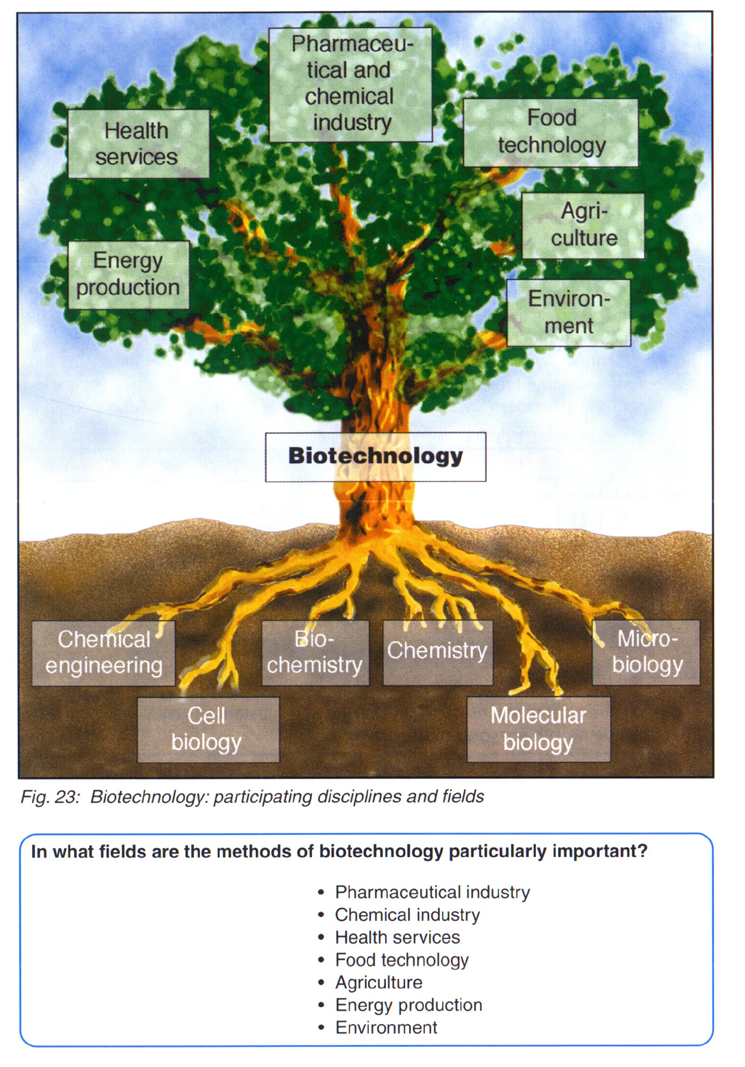 Pharmaceu-
tical and
chemical
industry
Health
services
Food
technology
Agri-
culture
Energy
production
Environ-
ment
Biotechnology
Chemical
engineering
Bio-
chemistry
Chemistry
Micro-
biology
Cell
biology
Molecular
biology
Fig. 23: Biotechnology: participating disciplines and fields
In what fields are the methods of biotechnology particularly important?
• Pharmaceutical industry
• Chemical industry
• Health services
• Food technology
• Agriculture
• Energy production
• Environment